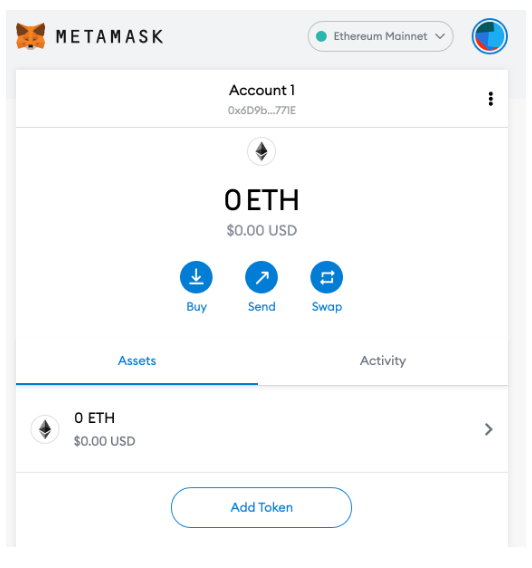 METAMASK
Ethereum Mainnet
Account 1
0x6D9b...771E
0 ETH
$0.00 USD
Buy Send Swap
Assets Activity
0 ETH
$0.00 USD
Add Token